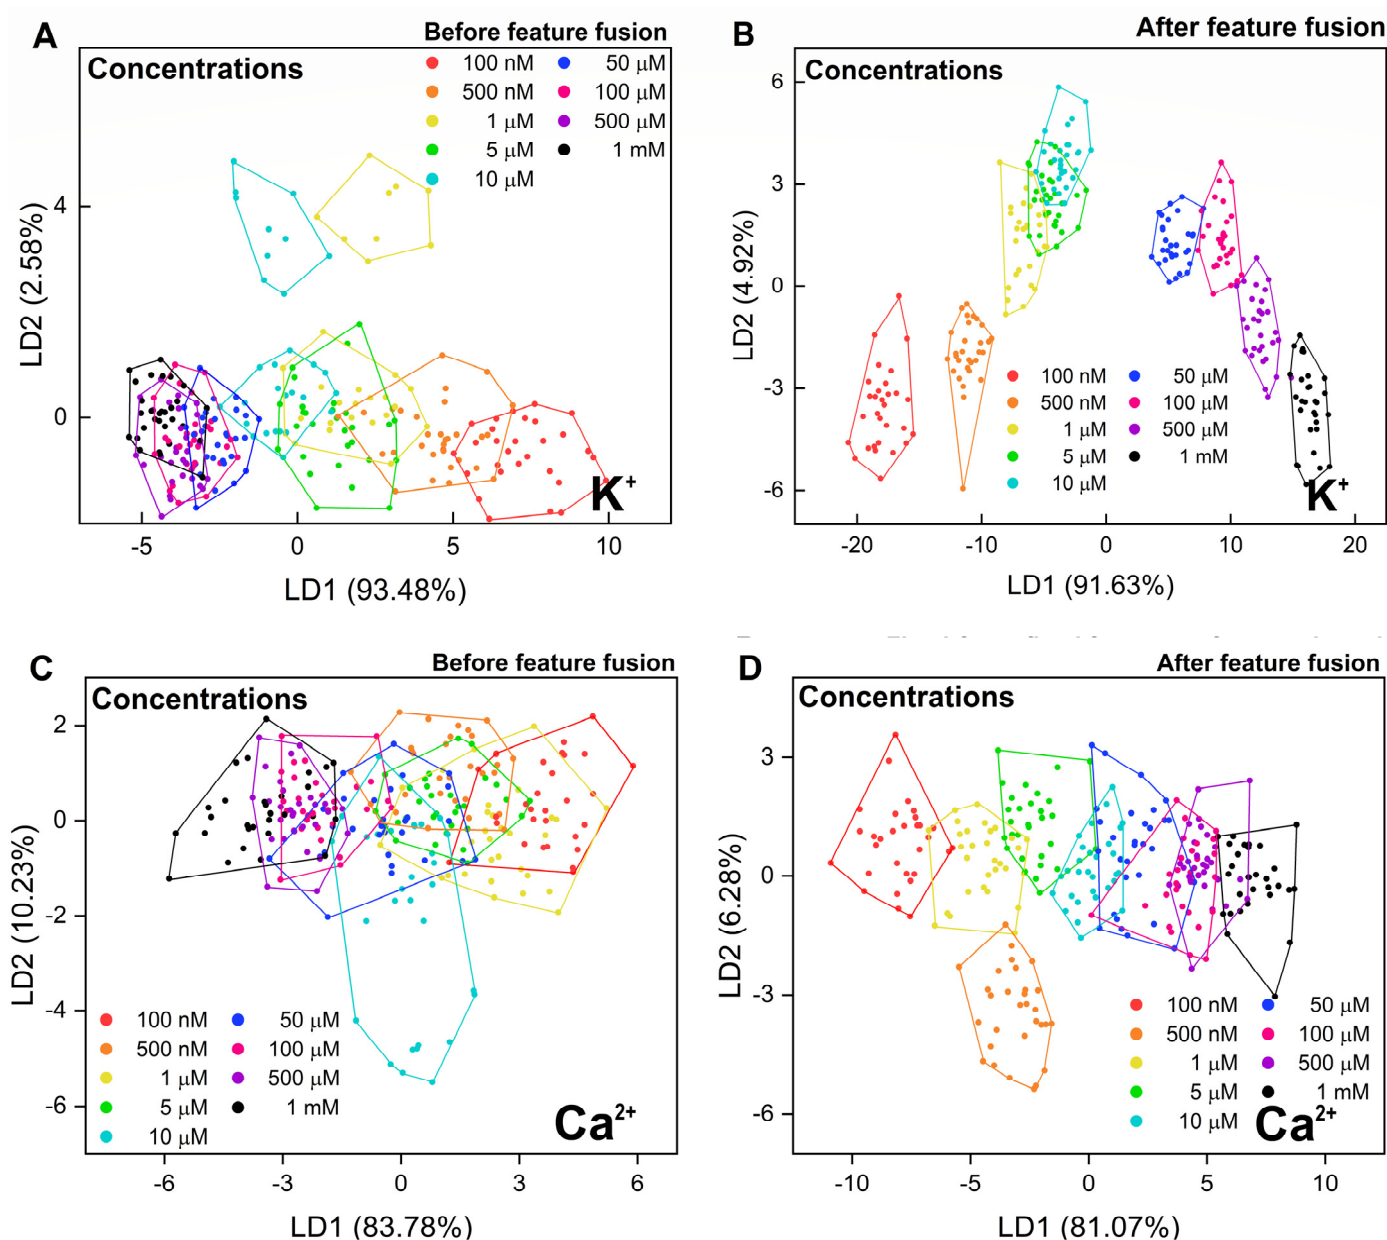 A
Before feature fusion
Concentrations
100 nM
500 nM
1 μM
5 μM
10 μM
50 μM
100 μM
500 μM
1 mM
4
0
LD2 (2.58%)
K+
-5
0
5
10
LD1 (93.48%)
B
After feature fusion
Concentrations
6
3
0
-3
-6
LD2 (4.92%)
100 nM
500 nM
1 μM
5 μM
10 μM
50 μM
100 μM
500 μM
1 mM
K+
-20
-10
0
10
20
LD1 (91.63%)
C
Before feature fusion
Concentrations
2
0
-2
-4
-6
LD2 (10.23%)
100 nM
500 nM
1 μM
5 μM
10 μM
50 μM
100 μM
500 μM
1 mM
Ca2+
-6
-3
0
3
6
LD1 (83.78%)
D
After feature fusion
Concentrations
3
0
-3
-6
LD2 (6.28%)
100 nM
500 nM
1 μM
5 μM
10 μM
50 μM
100 μM
500 μM
1 mM
Ca2+
-10
-5
0
5
10
LD1 (81.07%)